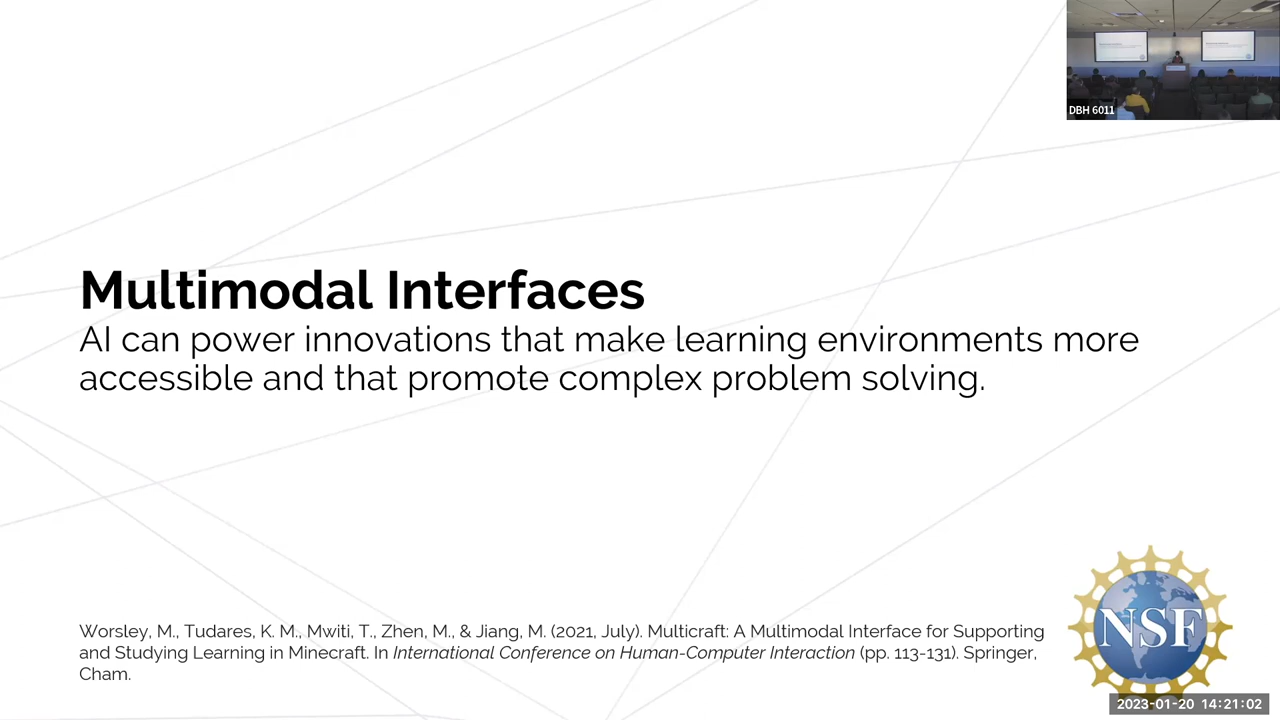 DBH 6011
Multimodal Interfaces
AI can power innovations that make learning environments more
accessible and that promote complex problem solving.
Worsley, M., Tudares, K. M., Mwiti, T., Zhen, M., & Jiang, M. (2021, July). Multicraft: A Multimodal Interface for Supporting
and Studying Learning in Minecraft. In International Conference on Human-Computer Interaction (pp. 113-131). Springer,
Cham.
NSF
2023-01-20 14:21:02